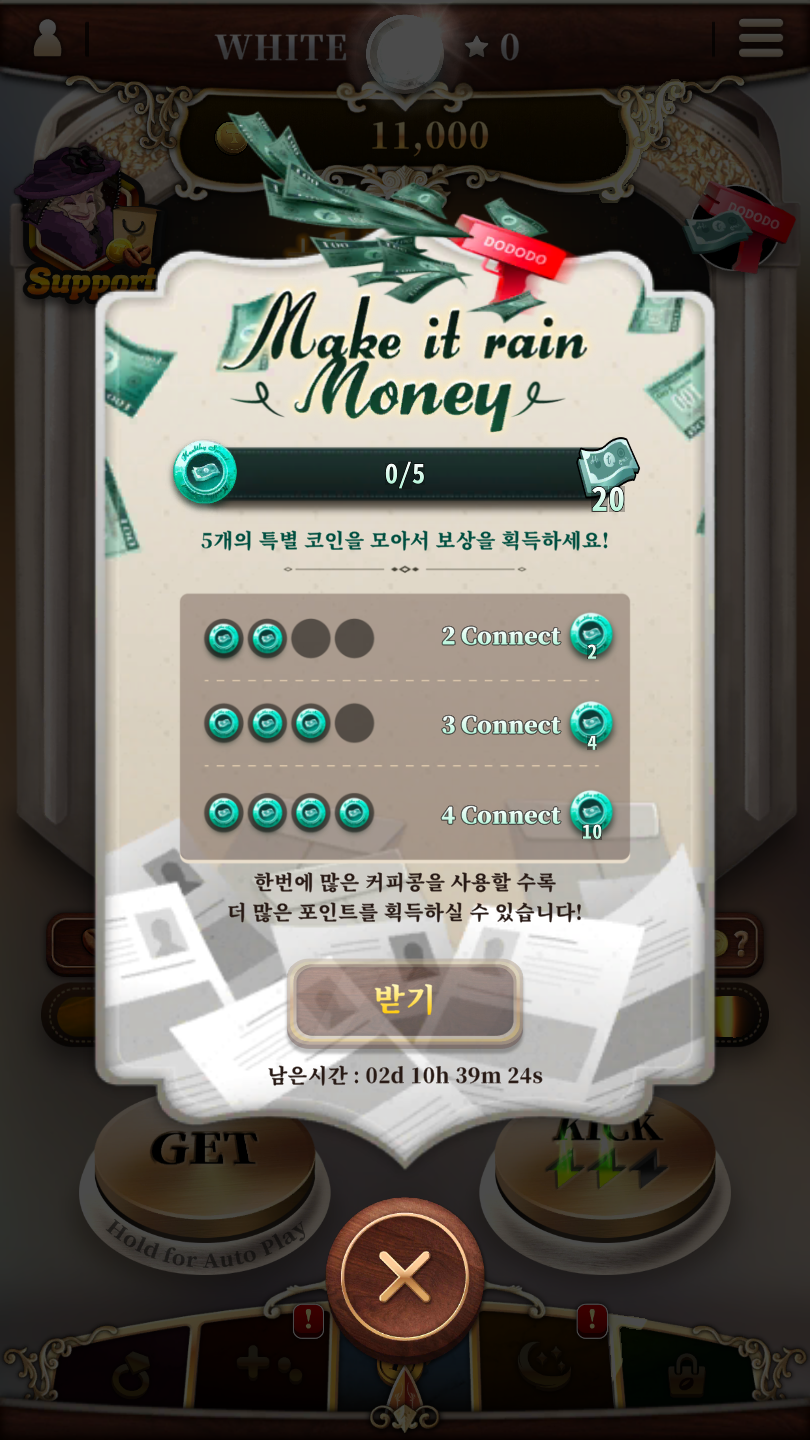 WHITE
0
11,000
DODODO
DODODO
Support
Make it rain
Money
0/5
20
5개의 특별 코인을 모아서 보상을 획득하세요!
2 Connect
2
3 Connect
4
4 Connect
10
한번에 많은 커피콩을 사용할 수록
더 많은 포인트를 획득하실 수 있습니다!
?
받기
남은시간 : 02d 10h 39m 24s
GET
KICK
Hold for Auto Play
!
!